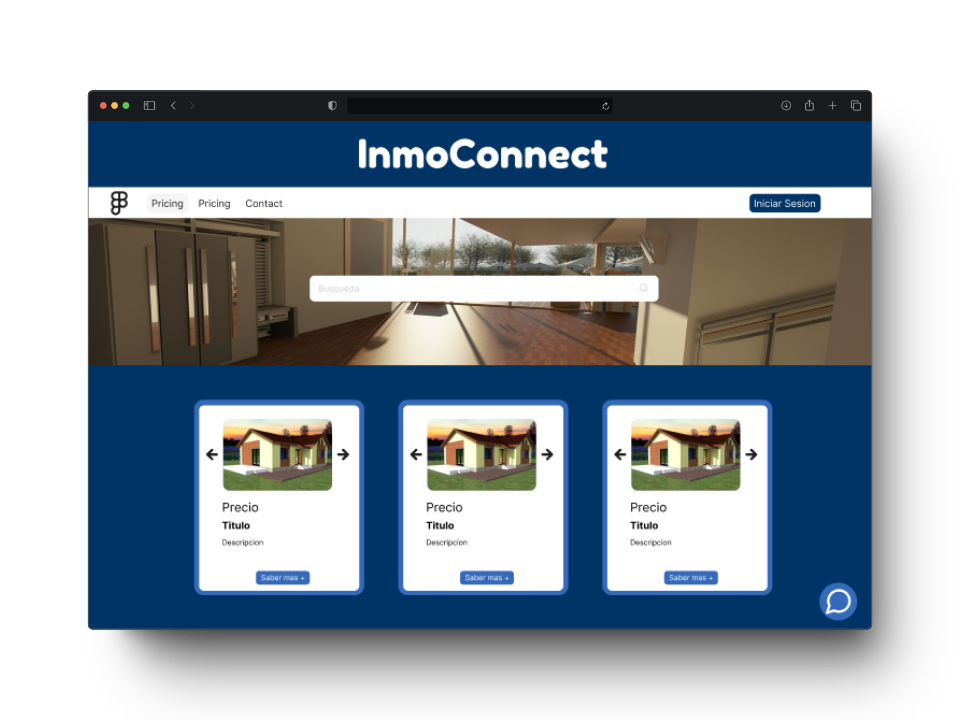 InmoConnect
Pricing Pricing Contact Iniciar Sesion
Busqueda
Precio Precio Precio
Titulo Titulo Titulo
Descripcion Descripcion Descripcion
Saber mas + Saber mas + Saber mas +